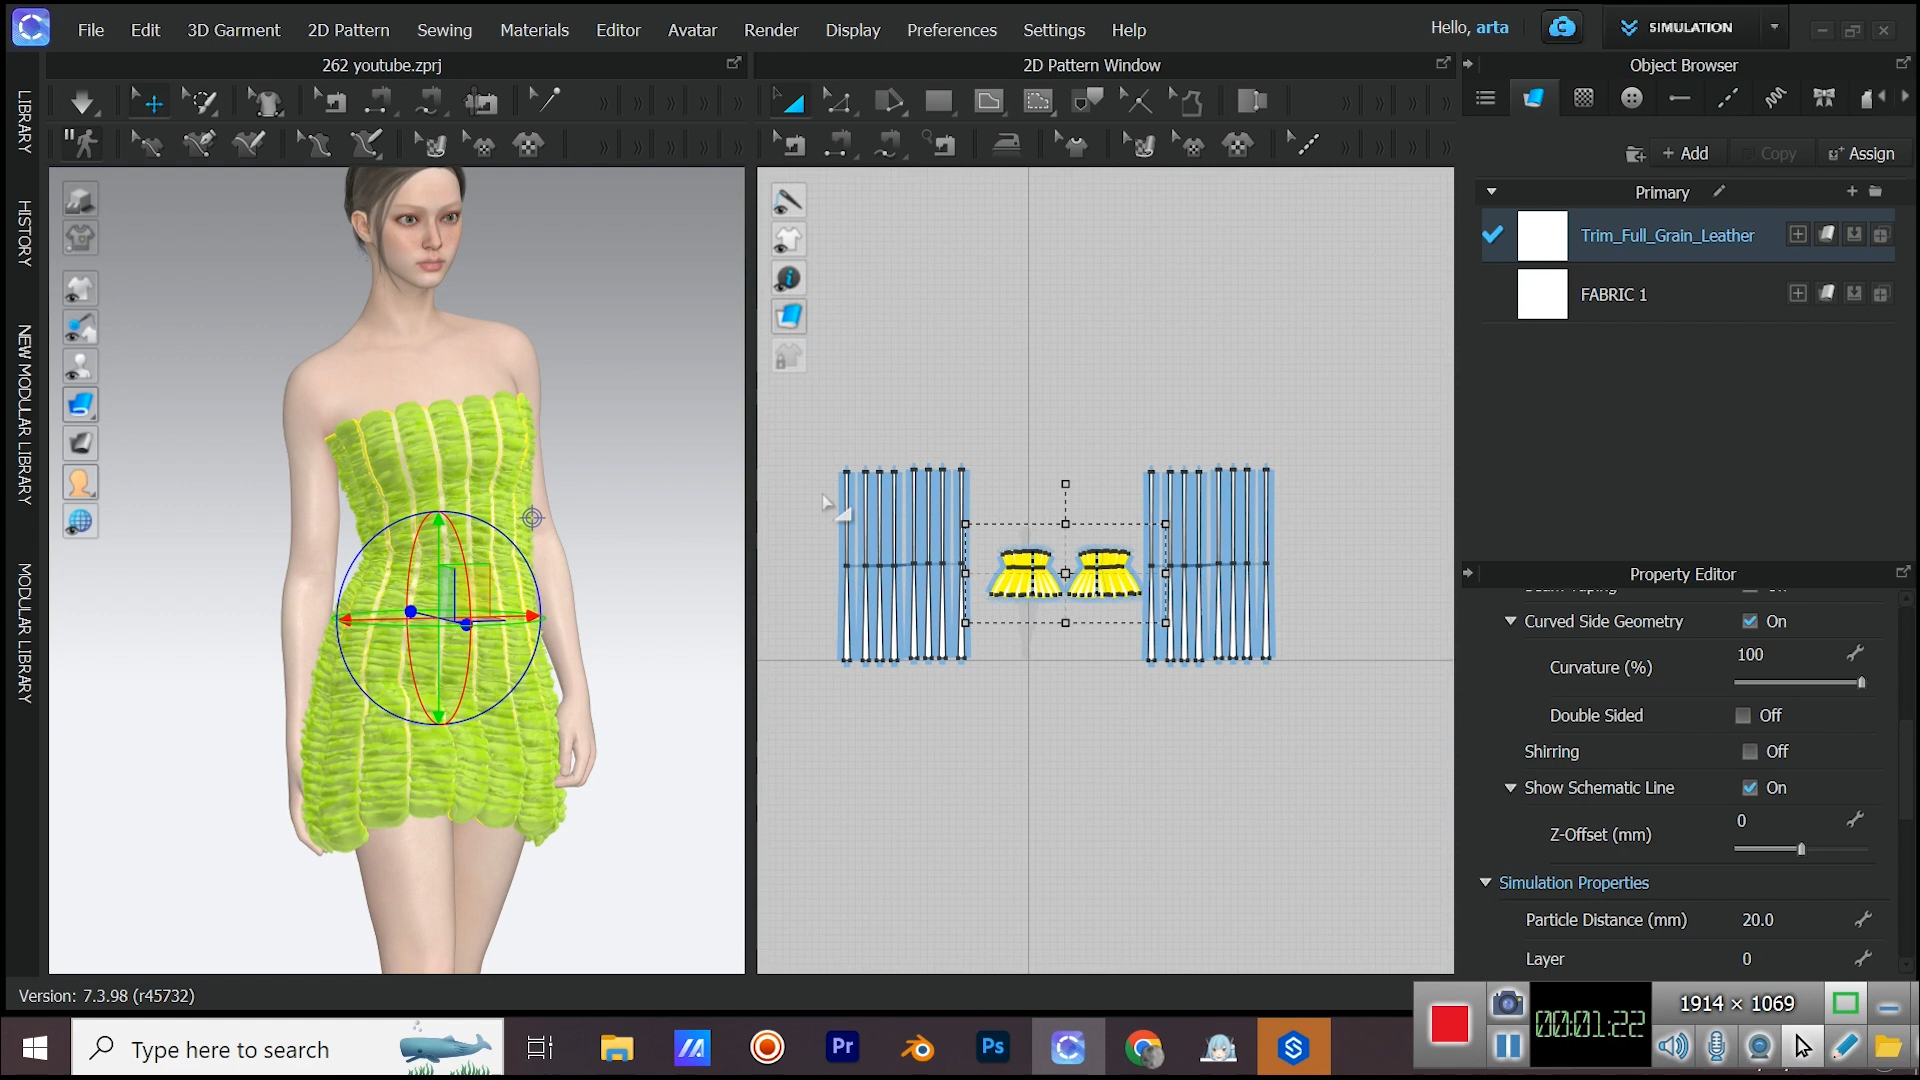 File Edit 3D Garment 2D Pattern Sewing Materials Editor Avatar Render Display Preferences Settings Help
Hello, arta
SIMULATION
262 youtube.zprj
2D Pattern Window
Object Browser
LIBRARY
HISTORY
NEW MODULAR LIBRARY
MODULAR LIBRARY
+ Add
Copy
Assign
Primary
Trim_Full_Grain_Leather
FABRIC 1
Property Editor
Curved Side Geometry On
Curvature (%) 100
Double Sided Off
Shirring Off
Show Schematic Line On
Z-Offset (mm) 0
Simulation Properties
Particle Distance (mm) 20.0
Layer 0
Version: 7.3.98 (r45732)
1914 × 1069
00:01:22
Type here to search
Pr
Ps